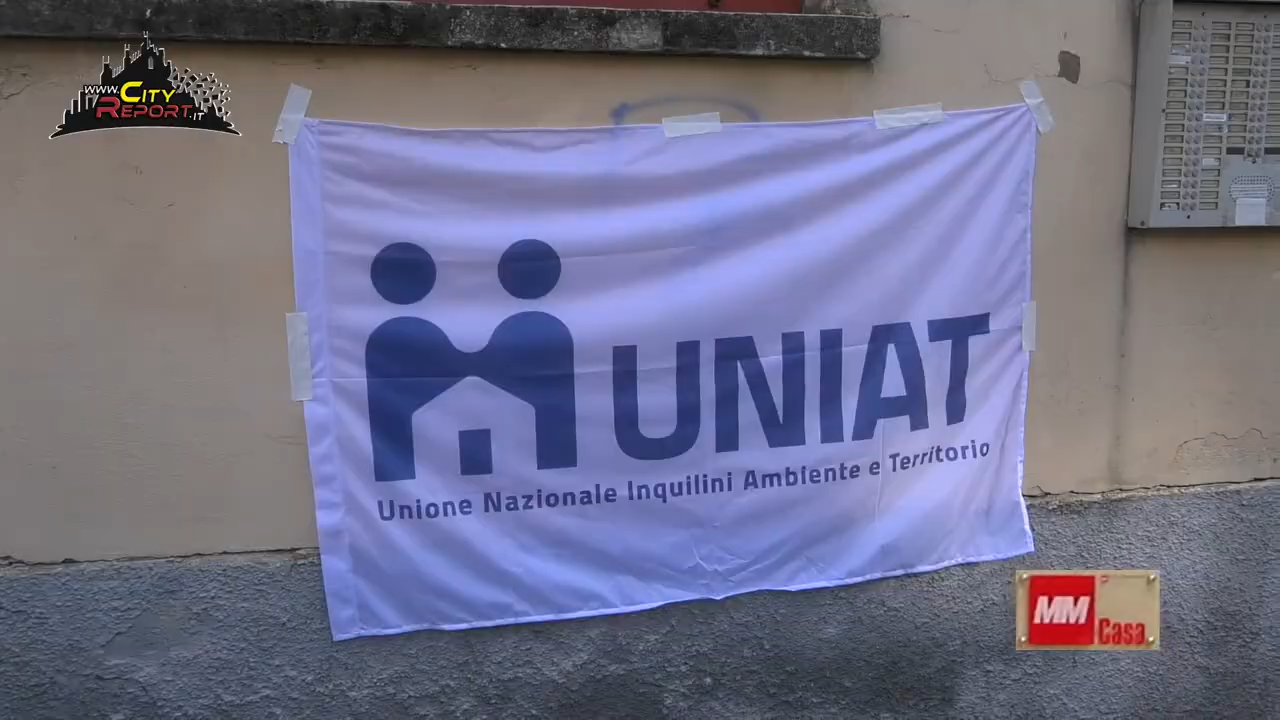 www.City
Report.it
UNIAT
Unione Nazionale Inquilini Ambiente e Territorio
MM
Casa